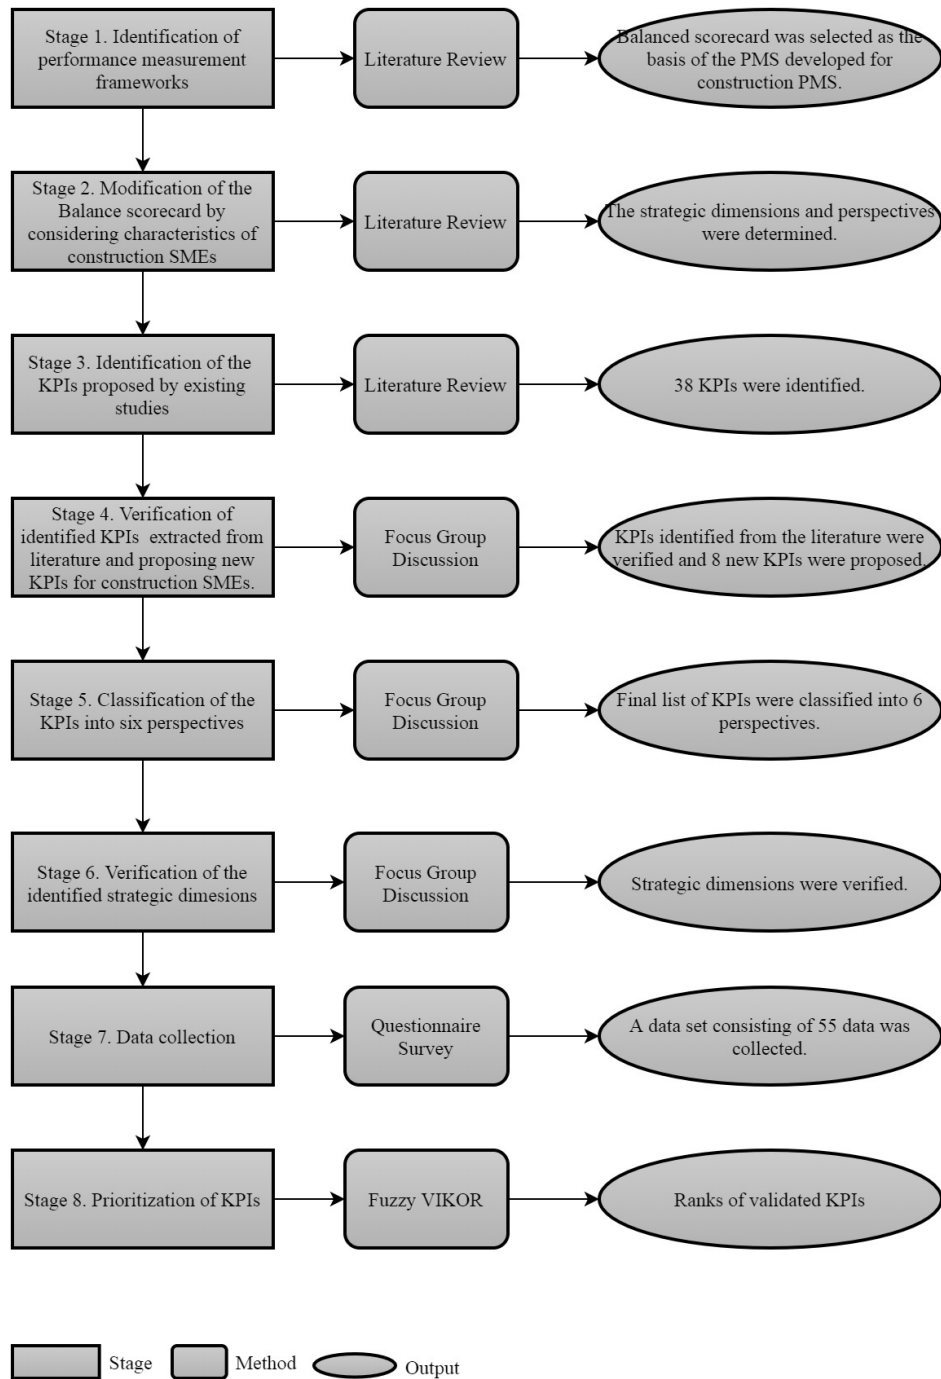 Stage 1. Identification of
performance measurement
frameworks
Literature Review
Balanced scorecard was selected as the
basis of the PMS developed for
construction PMS.
Stage 2. Modification of the
Balance scorecard by
considering characteristics of
construction SMEs
Literature Review
The strategic dimensions and perspectives
were determined.
Stage 3. Identification of the
KPIs proposed by existing
studies
Literature Review
38 KPIs were identified.
Stage 4. Verification of
identified KPIs extracted from
literature and proposing new
KPIs for construction SMEs.
Focus Group
Discussion
KPIs identified from the literature were
verified and 8 new KPIs were proposed,
Stage 5. Classification of the
KPIs into six perspectives
Focus Group
Discussion
Final list of KPIs were classified into 6
perspectives.
Stage 6. Verification of the
identified strategic dimesions
Focus Group
Discussion
Strategic dimensions were verified.
Stage 7. Data collection
Questionnaire
Survey
A data set consisting of 55 data was
collected.
Stage 8. Prioritization of KPIs
Fuzzy VIKOR
Ranks of validated KPIs
Stage
Method
Output